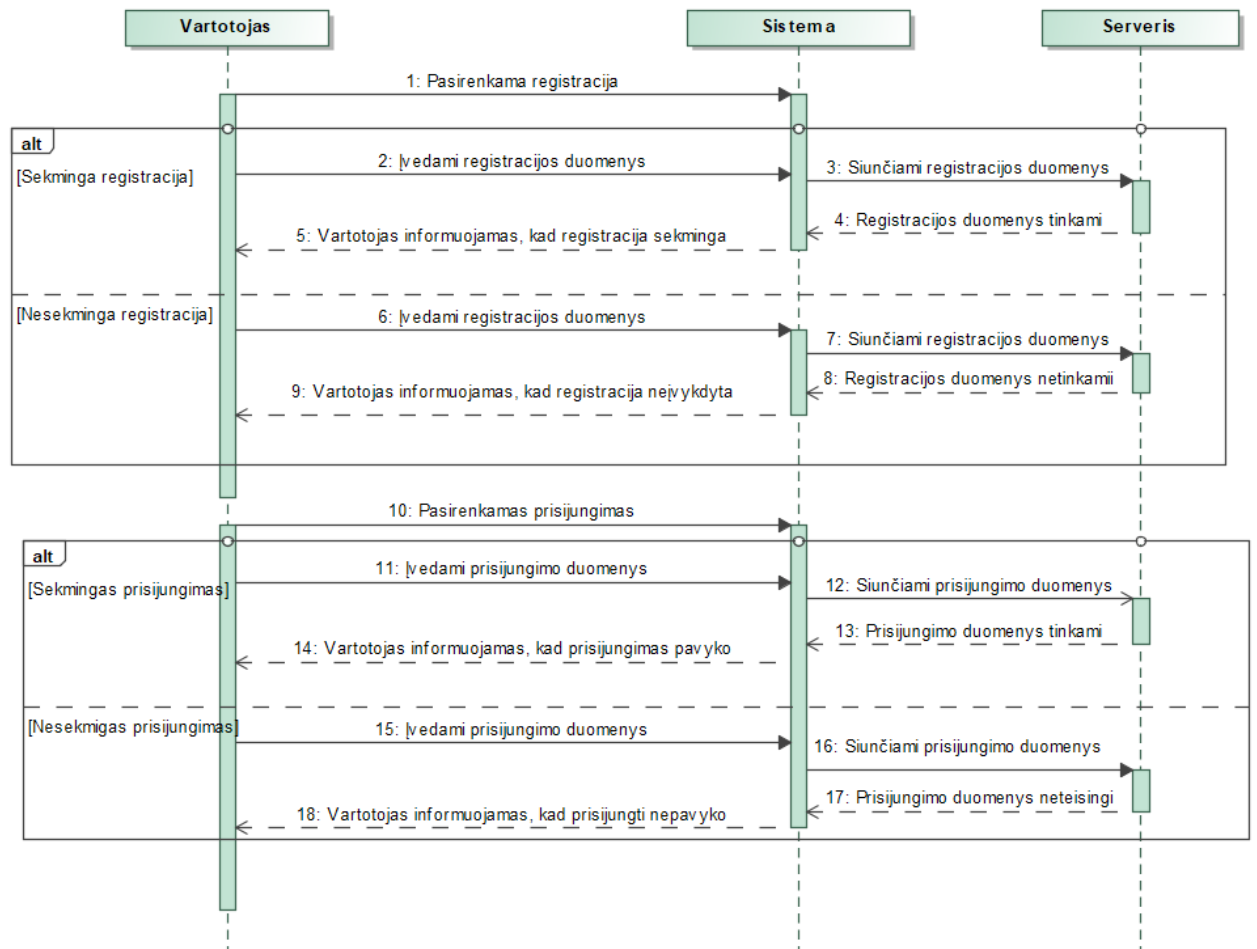 Vartotojas
Sistema
Serveris
1: Pasirenkama registracija
alt
[Sekminga registracija]
2: Įvedami registracijos duomenys
3: Siunčiami registracijos duomenys
4: Registracijos duomenys tinkami
5: Vartotojas informuojamas, kad registracija sekminga
[Nesekminga registracija]
6: Įvedami registracijos duomenys
7: Siunčiami registracijos duomenys
8: Registracijos duomenys netinkamii
9: Vartotojas informuojamas, kad registracija neįvykdyta
10: Pasirenkamas prisijungimas
alt
[Sekmingas prisijungimas]
11: Įvedami prisijungimo duomenys
12: Siunčiami prisijungimo duomenys
13: Prisijungimo duomenys tinkami
14: Vartotojas informuojamas, kad prisijungimas pavyko
[Nesekmigas prisijungimas]
15: Įvedami prisijungimo duomenys
16: Siunčiami prisijungimo duomenys
17: Prisijungimo duomenys neteisingi
18: Vartotojas informuojamas, kad prisijungti nepavyko